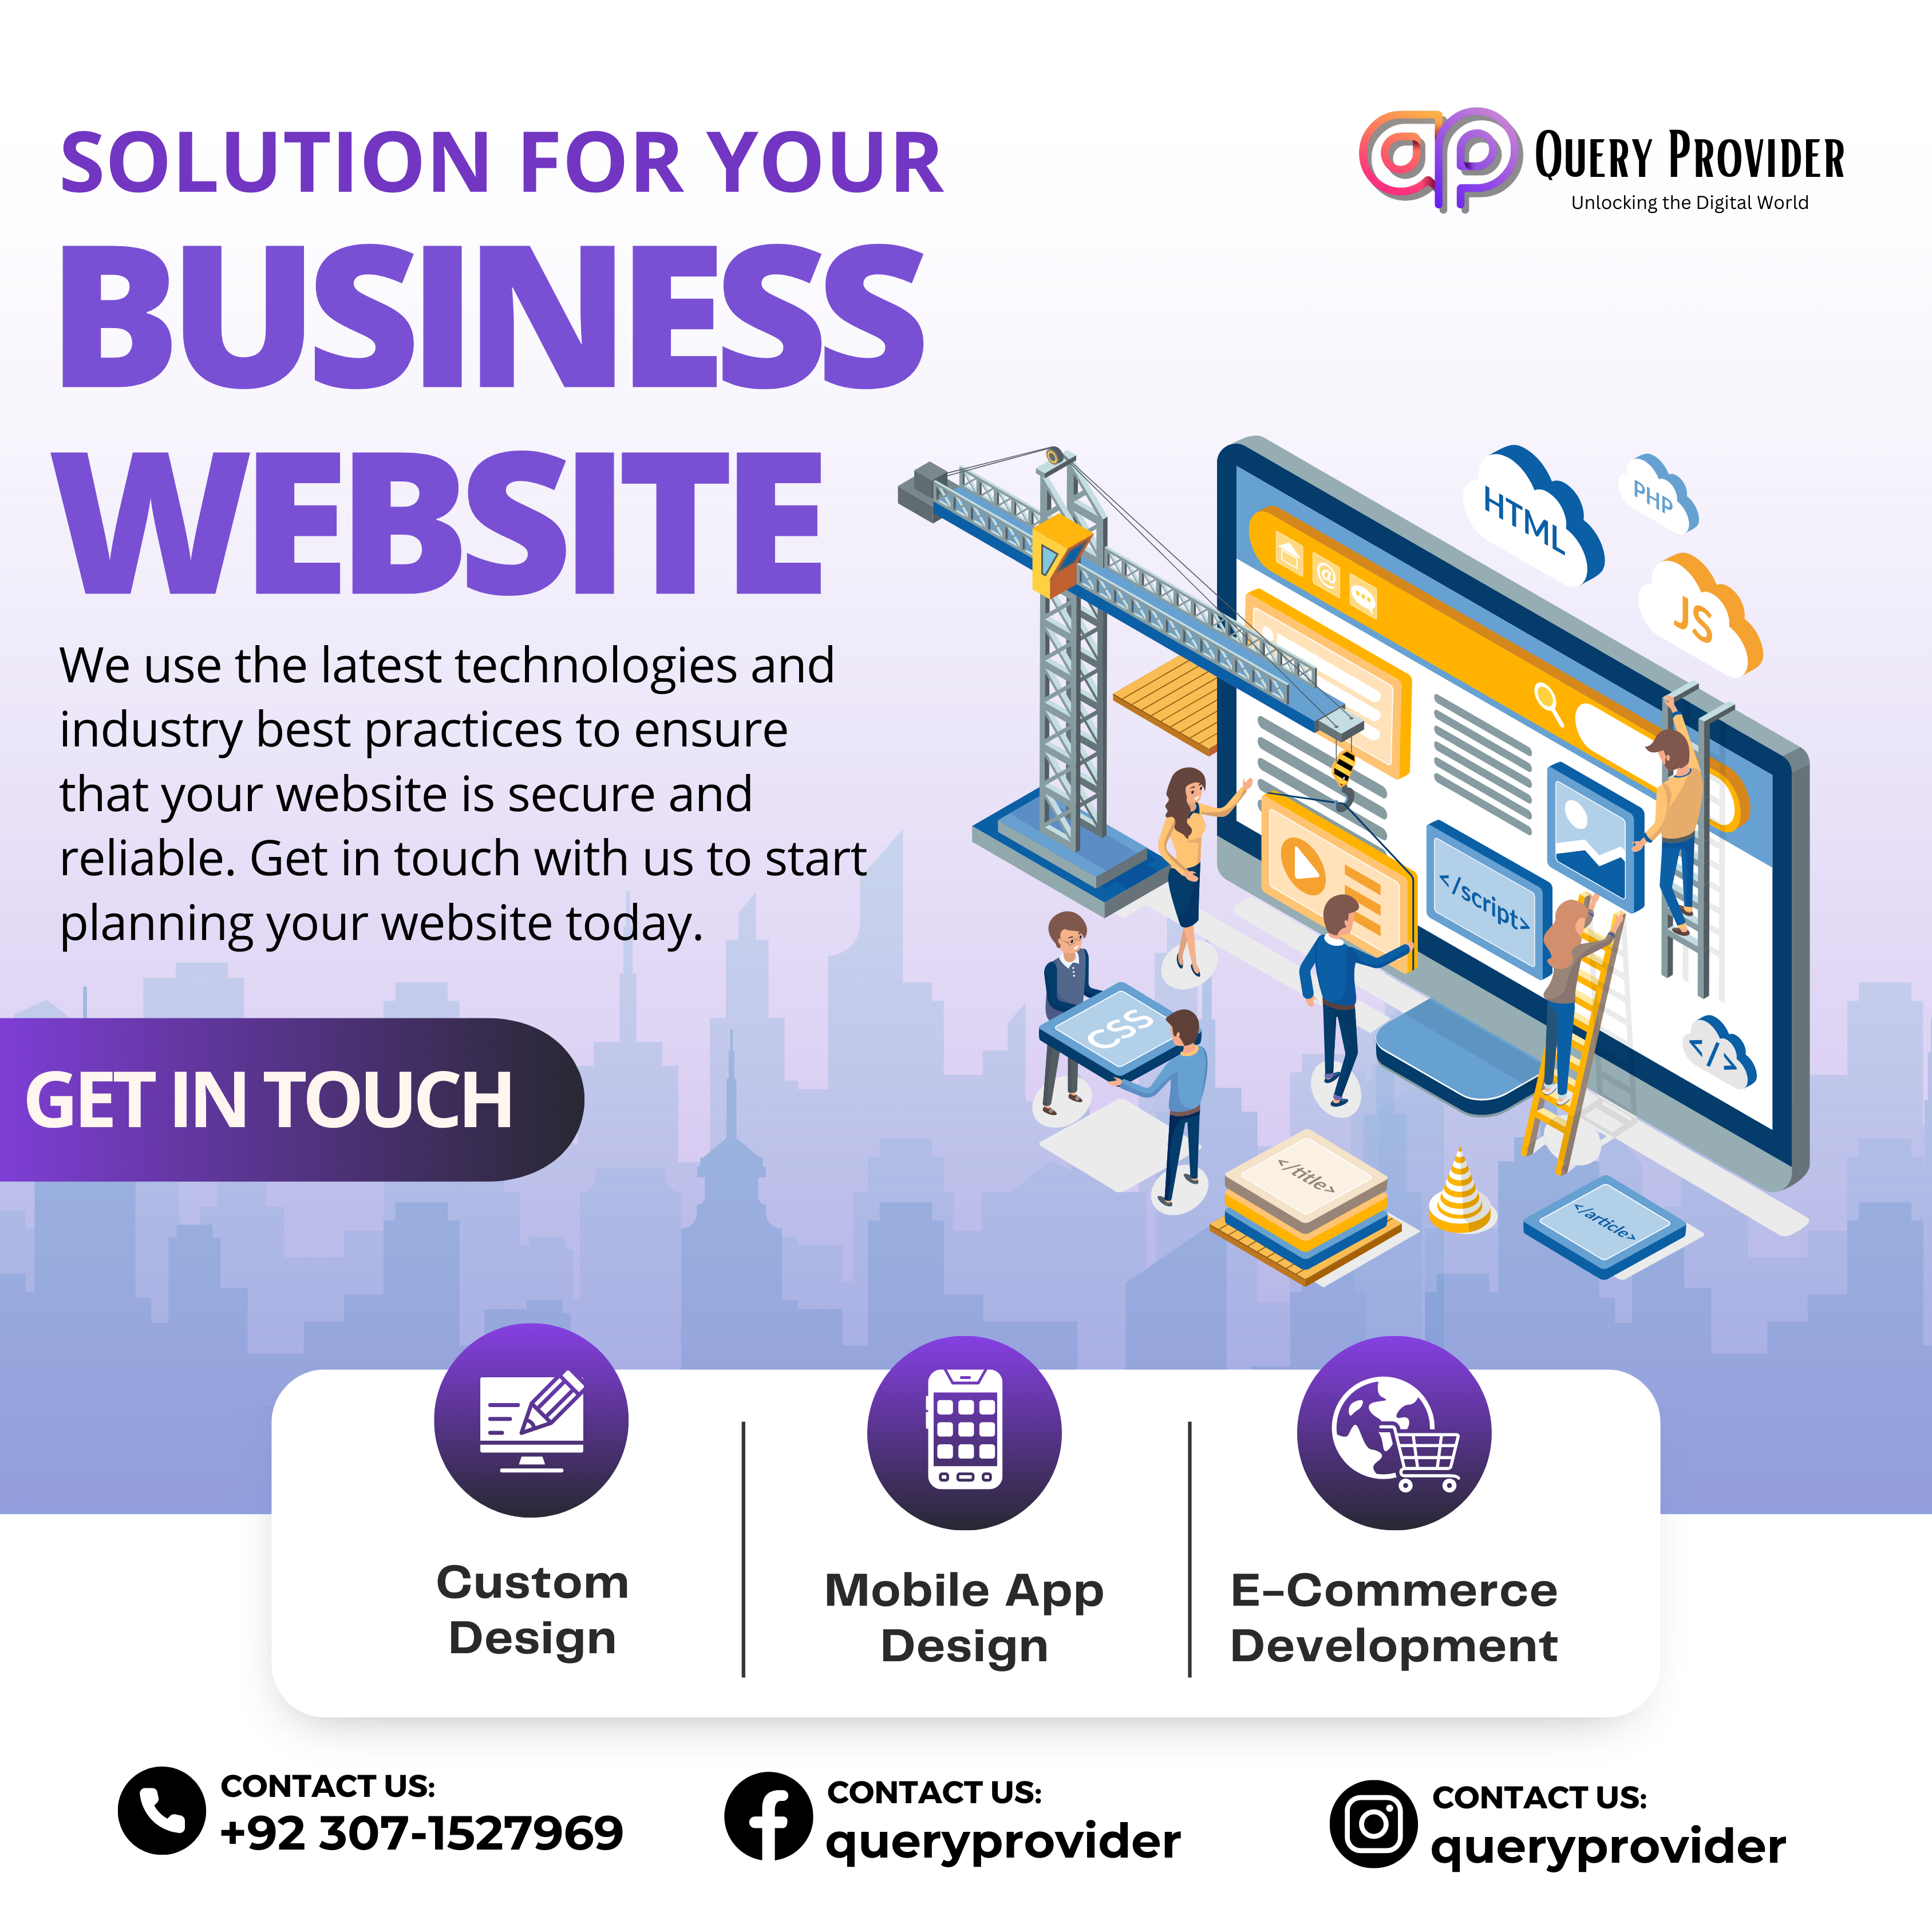 SOLUTION FOR YOUR
BUSINESS
WEBSITE
QUERY PROVIDER
Unlocking the Digital World
We use the latest technologies and
industry best practices to ensure
that your website is secure and
reliable. Get in touch with us to start
planning your website today.
GET IN TOUCH
HTML
PHP
JS
@
</script>
CSS
</>
</title>
</article>
Custom
Design
Mobile App
Design
E-Commerce
Development
CONTACT US:
+92 307-1527969
CONTACT US:
queryprovider
CONTACT US:
queryprovider